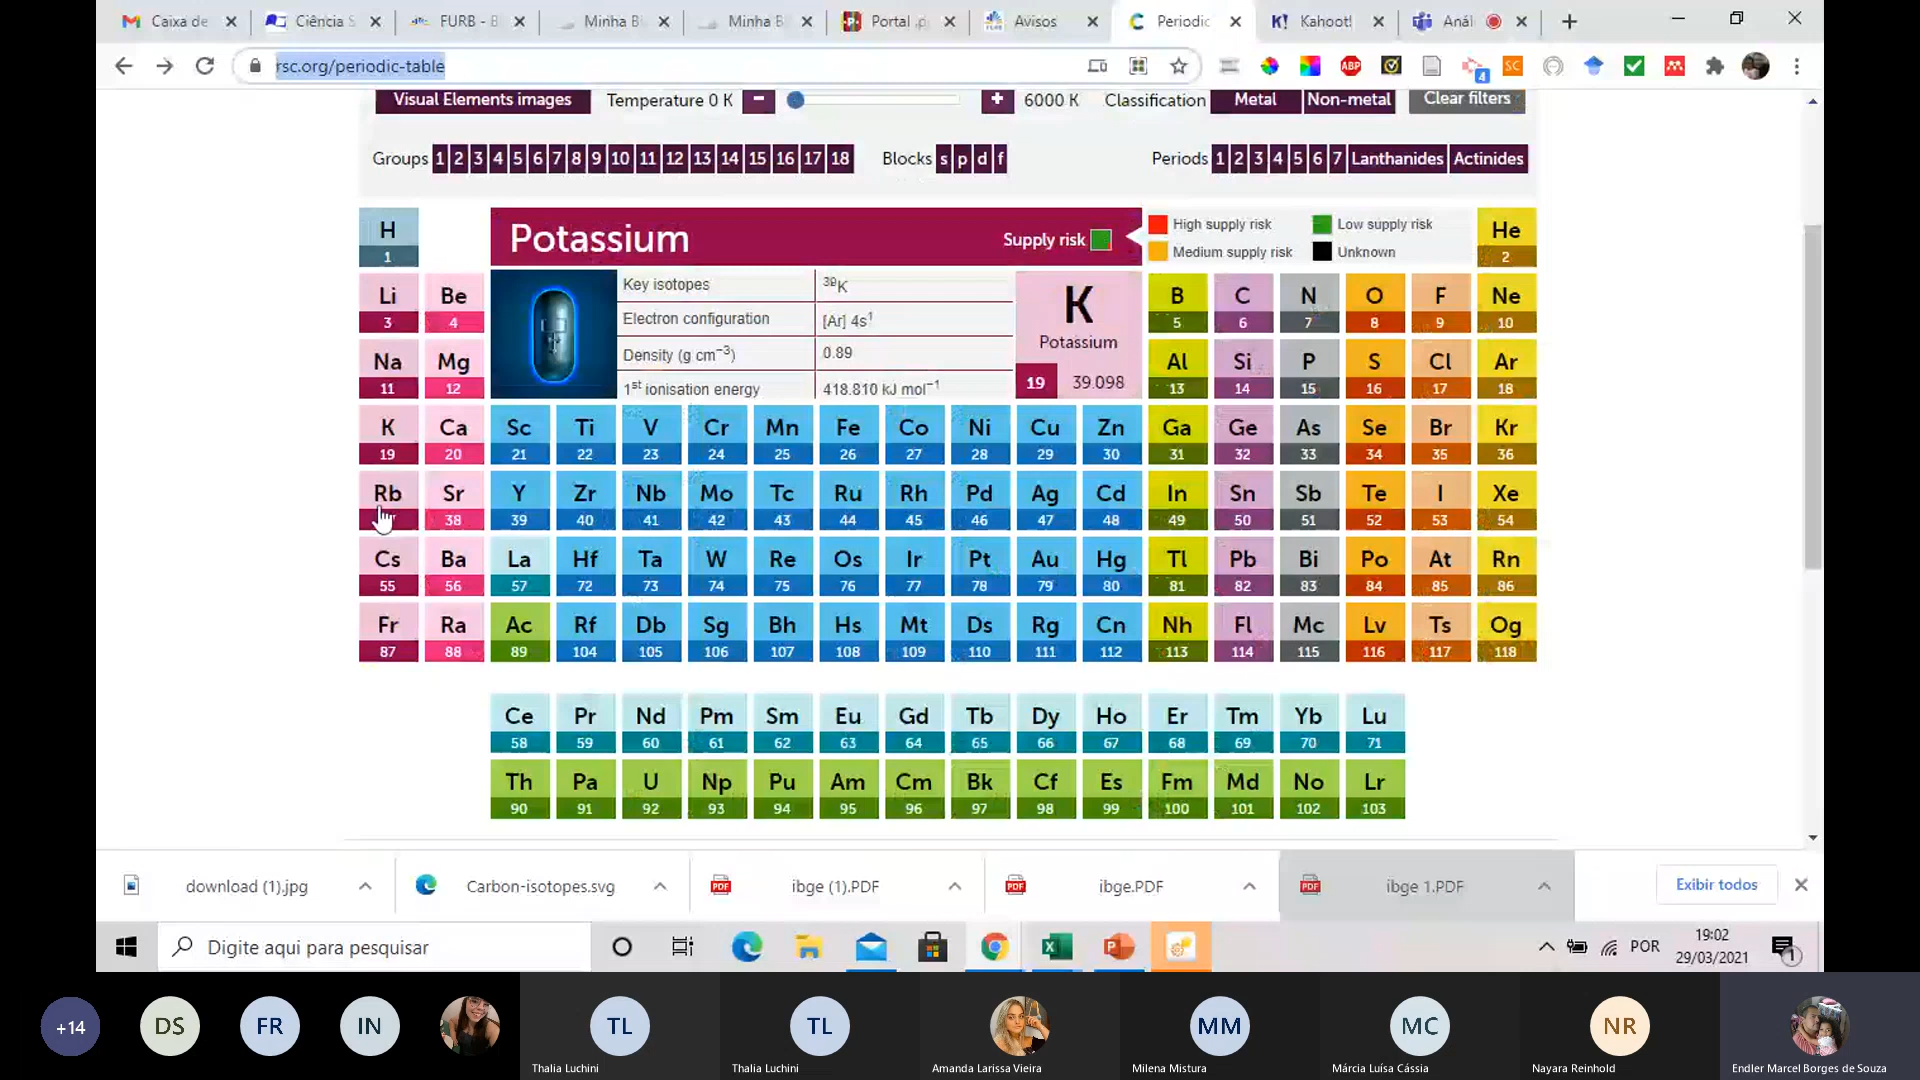 Caixa de
Ciência S
FURB - B
Minha B
Minha B
Portal .p
Avisos
Periodic
Kahoot!
Anál
rsc.org/periodic-table
ABP
SC
4
Visual Elements images
Temperature 0 K
-
+
6000 K
Classification
Metal
Non-metal
Clear filters
Groups 1 2 3 4 5 6 7 8 9 10 11 12 13 14 15 16 17 18
Blocks s p d f
Periods 1 2 3 4 5 6 7 Lanthanides Actinides
Potassium
Supply risk
High supply risk
Low supply risk
Medium supply risk
Unknown
Key isotopes
³⁹K
Electron configuration
[Ar] 4s¹
Density (g cm⁻³)
0.89
1st ionisation energy
418.810 kJ mol⁻¹
K
Potassium
19 39.098
H He
1 2
Li Be B C N O F Ne
3 4 5 6 7 8 9 10
Na Mg Al Si P S Cl Ar
11 12 13 14 15 16 17 18
K Ca Sc Ti V Cr Mn Fe Co Ni Cu Zn Ga Ge As Se Br Kr
19 20 21 22 23 24 25 26 27 28 29 30 31 32 33 34 35 36
Rb Sr Y Zr Nb Mo Tc Ru Rh Pd Ag Cd In Sn Sb Te I Xe
38 39 40 41 42 43 44 45 46 47 48 49 50 51 52 53 54
Cs Ba La Hf Ta W Re Os Ir Pt Au Hg Tl Pb Bi Po At Rn
55 56 57 72 73 74 75 76 77 78 79 80 81 82 83 84 85 86
Fr Ra Ac Rf Db Sg Bh Hs Mt Ds Rg Cn Nh Fl Mc Lv Ts Og
87 88 89 104 105 106 107 108 109 110 111 112 113 114 115 116 117 118
Ce Pr Nd Pm Sm Eu Gd Tb Dy Ho Er Tm Yb Lu
58 59 60 61 62 63 64 65 66 67 68 69 70 71
Th Pa U Np Pu Am Cm Bk Cf Es Fm Md No Lr
90 91 92 93 94 95 96 97 98 99 100 101 102 103
download (1).jpg
Carbon-isotopes.svg
PDF
ibge (1).PDF
PDF
ibge.PDF
PDF
ibge 1.PDF
Exibir todos
Digite aqui para pesquisar
POR
19:02
29/03/2021
1
+14
DS
FR
IN
TL
TL
MM
MC
NR
Thalia Luchini
Thalia Luchini
Amanda Larissa Vieira
Milena Mistura
Márcia Luísa Cássia
Nayara Reinhold
Endler Marcel Borges de Souza